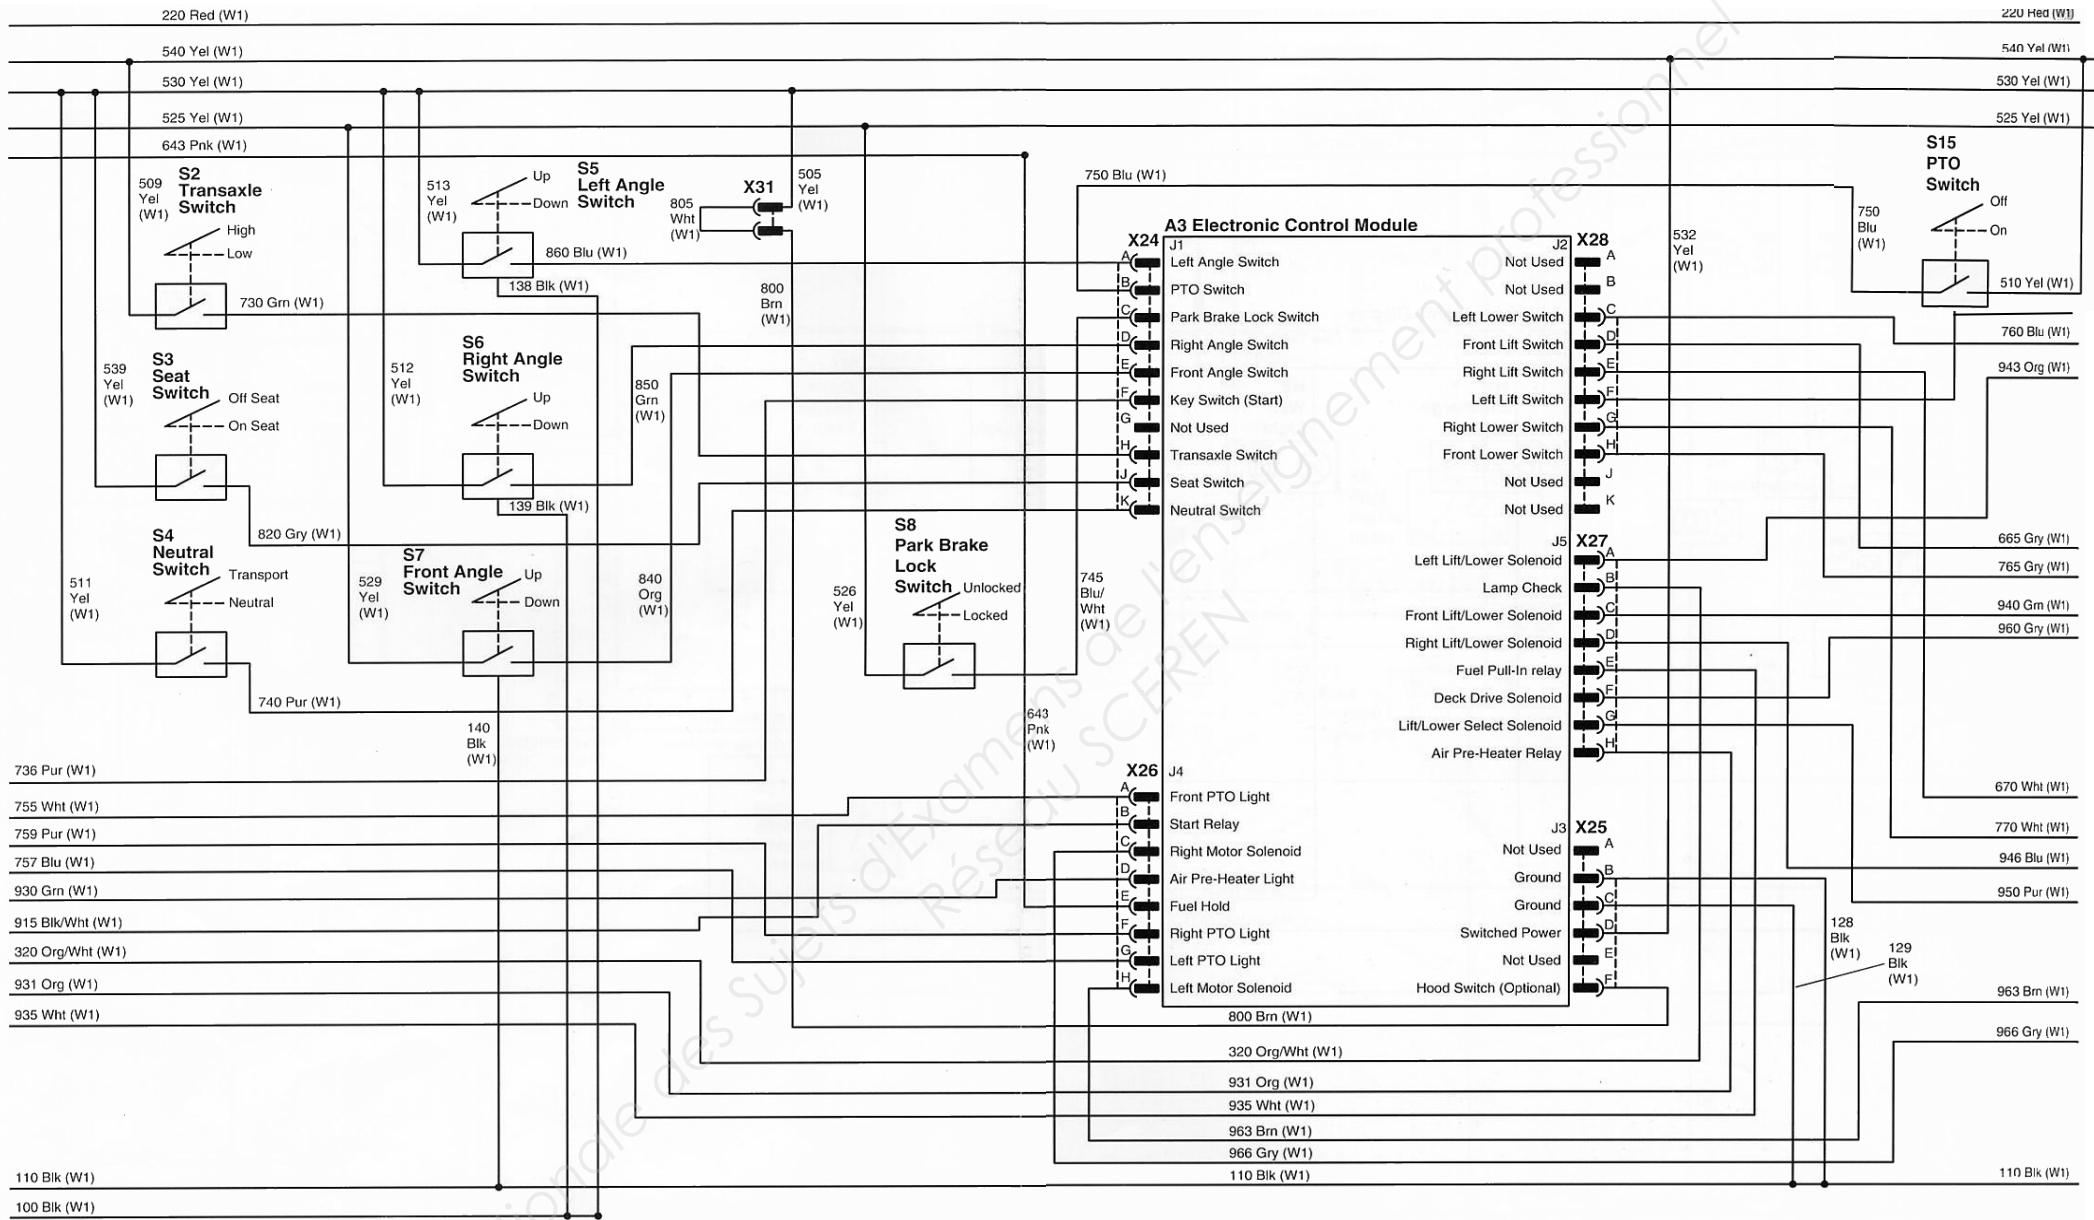 220 Red (W1)
220 Red (W1)
540 Yel (W1)
540 Yel (W1)
530 Yel (W1)
530 Yel (W1)
525 Yel (W1)
525 Yel (W1)
643 Pnk (W1)
509
Yel
(W1)
S2
Transaxle
Switch
High
Low
730 Grn (W1)
539
Yel
(W1)
S3
Seat
Switch
Off Seat
On Seat
820 Gry (W1)
511
Yel
(W1)
S4
Neutral
Switch
Transport
Neutral
740 Pur (W1)
513
Yel
(W1)
Up
Down
S5
Left Angle
Switch
860 Blu (W1)
138 Blk (W1)
512
Yel
(W1)
S6
Right Angle
Switch
Up
Down
850
Grn
(W1)
139 Blk (W1)
529
Yel
(W1)
S7
Front Angle
Switch
Up
Down
840
Org
(W1)
140
Blk
(W1)
X31
805
Wht
(W1)
505
Yel
(W1)
800
Brn
(W1)
S8
Park Brake
Lock
Switch
Unlocked
Locked
526
Yel
(W1)
745
Blu/
Wht
(W1)
643
Pnk
(W1)
750 Blu (W1)
A3 Electronic Control Module
X24
J1
A
Left Angle Switch
B
PTO Switch
C
Park Brake Lock Switch
D
Right Angle Switch
E
Front Angle Switch
F
Key Switch (Start)
G
Not Used
H
Transaxle Switch
J
Seat Switch
K
Neutral Switch
X26
J4
A
Front PTO Light
B
Start Relay
C
Right Motor Solenoid
D
Air Pre-Heater Light
E
Fuel Hold
F
Right PTO Light
G
Left PTO Light
H
Left Motor Solenoid
J2
X28
Not Used
A
Not Used
B
Left Lower Switch
C
Front Lift Switch
D
Right Lift Switch
E
Left Lift Switch
F
Right Lower Switch
G
Front Lower Switch
H
Not Used
J
Not Used
K
J5
X27
Left Lift/Lower Solenoid
A
Lamp Check
B
Front Lift/Lower Solenoid
C
Right Lift/Lower Solenoid
D
Fuel Pull-In relay
E
Deck Drive Solenoid
F
Lift/Lower Select Solenoid
G
Air Pre-Heater Relay
H
J3
X25
Not Used
A
Ground
B
Ground
C
Switched Power
D
Not Used
E
Hood Switch (Optional)
F
532
Yel
(W1)
750
Blu
(W1)
S15
PTO
Switch
Off
On
510 Yel (W1)
760 Blu (W1)
943 Org (W1)
665 Gry (W1)
765 Gry (W1)
940 Grn (W1)
960 Gry (W1)
670 Wht (W1)
770 Wht (W1)
946 Blu (W1)
950 Pur (W1)
128
Blk
(W1)
129
Blk
(W1)
963 Brn (W1)
966 Gry (W1)
736 Pur (W1)
755 Wht (W1)
759 Pur (W1)
757 Blu (W1)
930 Grn (W1)
915 Blk/Wht (W1)
320 Org/Wht (W1)
931 Org (W1)
935 Wht (W1)
800 Brn (W1)
320 Org/Wht (W1)
931 Org (W1)
935 Wht (W1)
963 Brn (W1)
966 Gry (W1)
110 Blk (W1)
110 Blk (W1)
110 Blk (W1)
100 Blk (W1)
ionale des Sujets d'Examens de l'enseignement professionnel
Réseau SCEREN